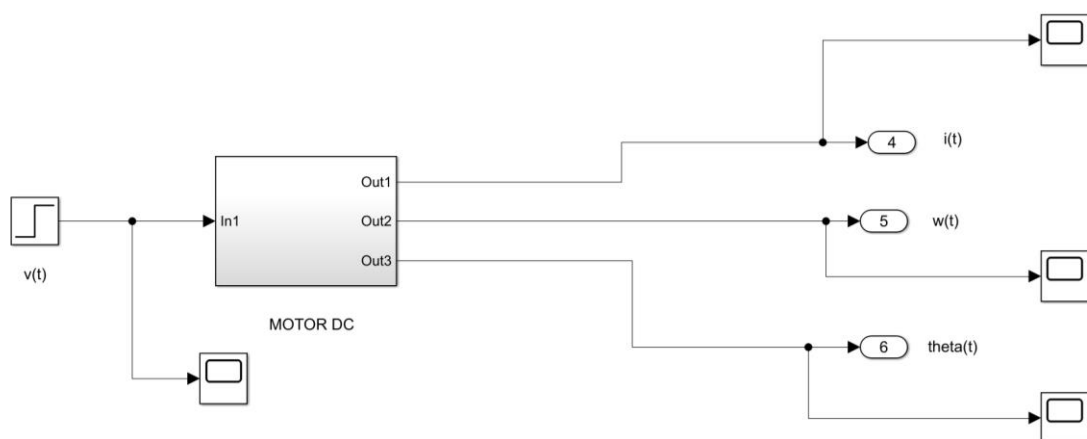 4
i(t)
Out1
In1
Out2
5
w(t)
Out3
v(t)
MOTOR DC
6
theta(t)